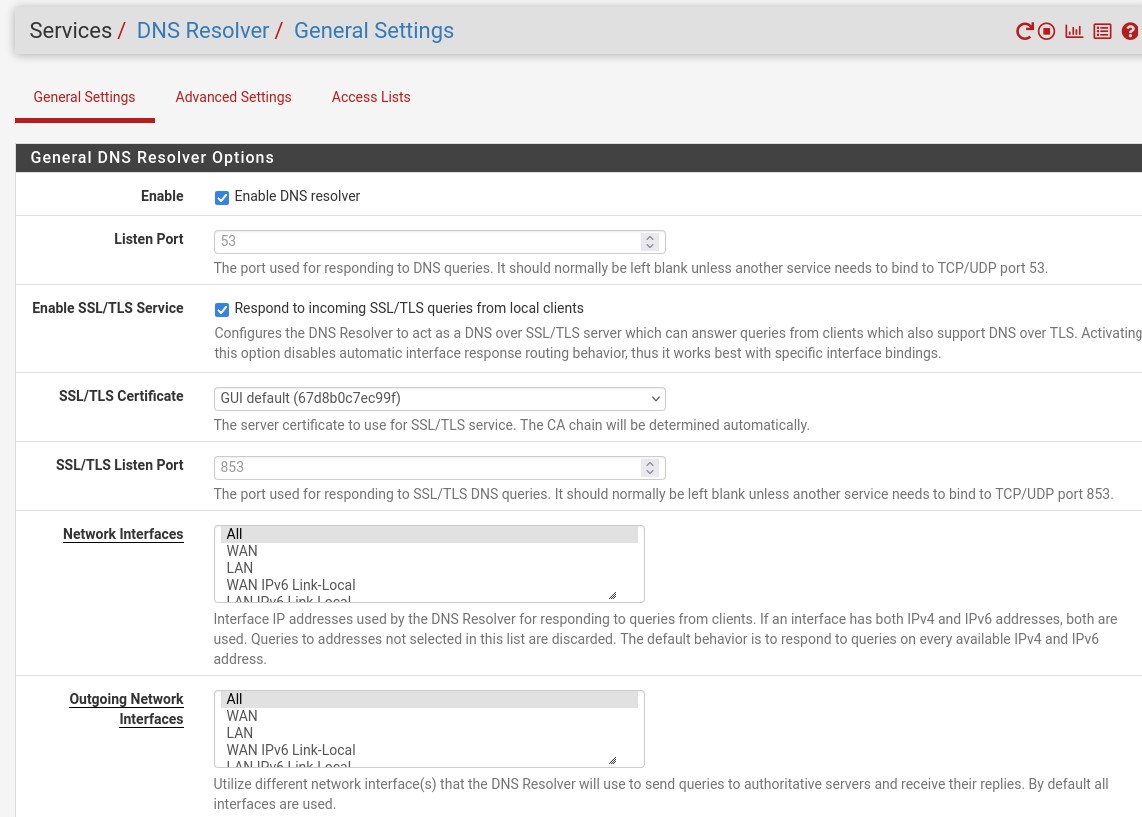 Services / DNS Resolver / General Settings
General Settings Advanced Settings Access Lists
General DNS Resolver Options
Enable Enable DNS resolver
Listen Port 53
The port used for responding to DNS queries. It should normally be left blank unless another service needs to bind to TCP/UDP port 53.
Enable SSL/TLS Service Respond to incoming SSL/TLS queries from local clients
Configures the DNS Resolver to act as a DNS over SSL/TLS server which can answer queries from clients which also support DNS over TLS. Activating
this option disables automatic interface response routing behavior, thus it works best with specific interface bindings.
SSL/TLS Certificate GUI default (67d8b0c7ec99f)
The server certificate to use for SSL/TLS service. The CA chain will be determined automatically.
SSL/TLS Listen Port 853
The port used for responding to SSL/TLS DNS queries. It should normally be left blank unless another service needs to bind to TCP/UDP port 853.
Network Interfaces All
WAN
LAN
WAN IPv6 Link-Local
LAN IPv6 Link-Local
Interface IP addresses used by the DNS Resolver for responding to queries from clients. If an interface has both IPv4 and IPv6 addresses, both are
used. Queries to addresses not selected in this list are discarded. The default behavior is to respond to queries on every available IPv4 and IPv6
address.
Outgoing Network All
Interfaces WAN
LAN
WAN IPv6 Link-Local
LAN IPv6 Link-Local
Utilize different network interface(s) that the DNS Resolver will use to send queries to authoritative servers and receive their replies. By default all
interfaces are used.